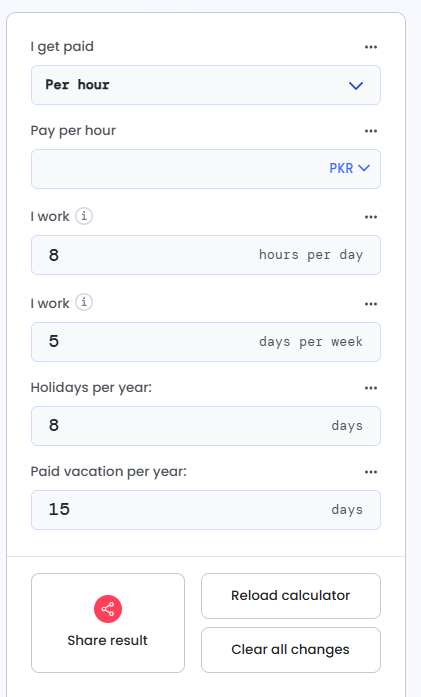 I get paid
Per hour
Pay per hour
PKR
I work i
8 hours per day
I work i
5 days per week
Holidays per year:
8 days
Paid vacation per year:
15 days
Share result
Reload calculator
Clear all changes